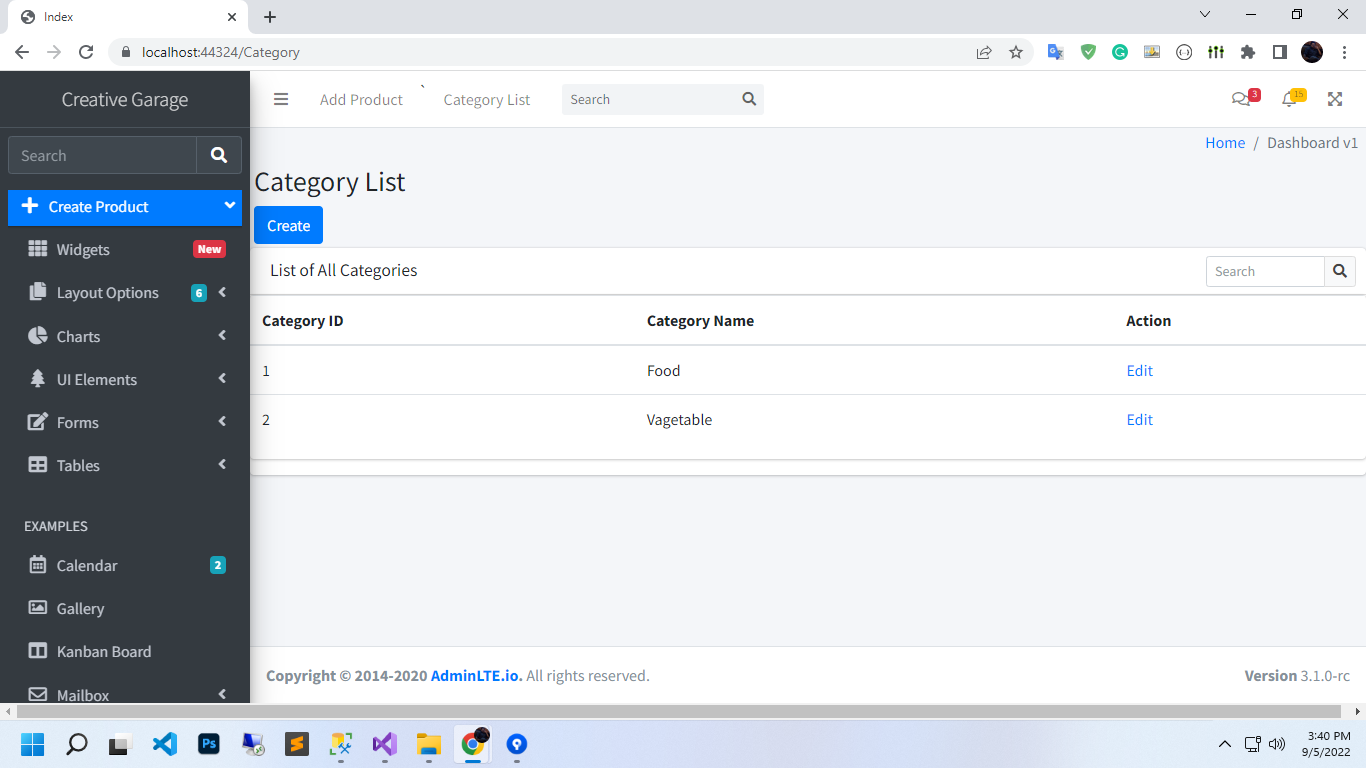 Index
localhost:44324/Category
Creative Garage
Add Product ` Category List Search 3 15
Home / Dashboard v1
Search
Category List
Create Product
Create
Widgets New
List of All Categories Search
Layout Options 6
Category ID Category Name Action
Charts
1 Food Edit
UI Elements
2 Vagetable Edit
Forms
Tables
EXAMPLES
Calendar 2
Gallery
Kanban Board
Mailbox
Copyright © 2014-2020 AdminLTE.io. All rights reserved. Version 3.1.0-rc
Ps
3:40 PM
9/5/2022